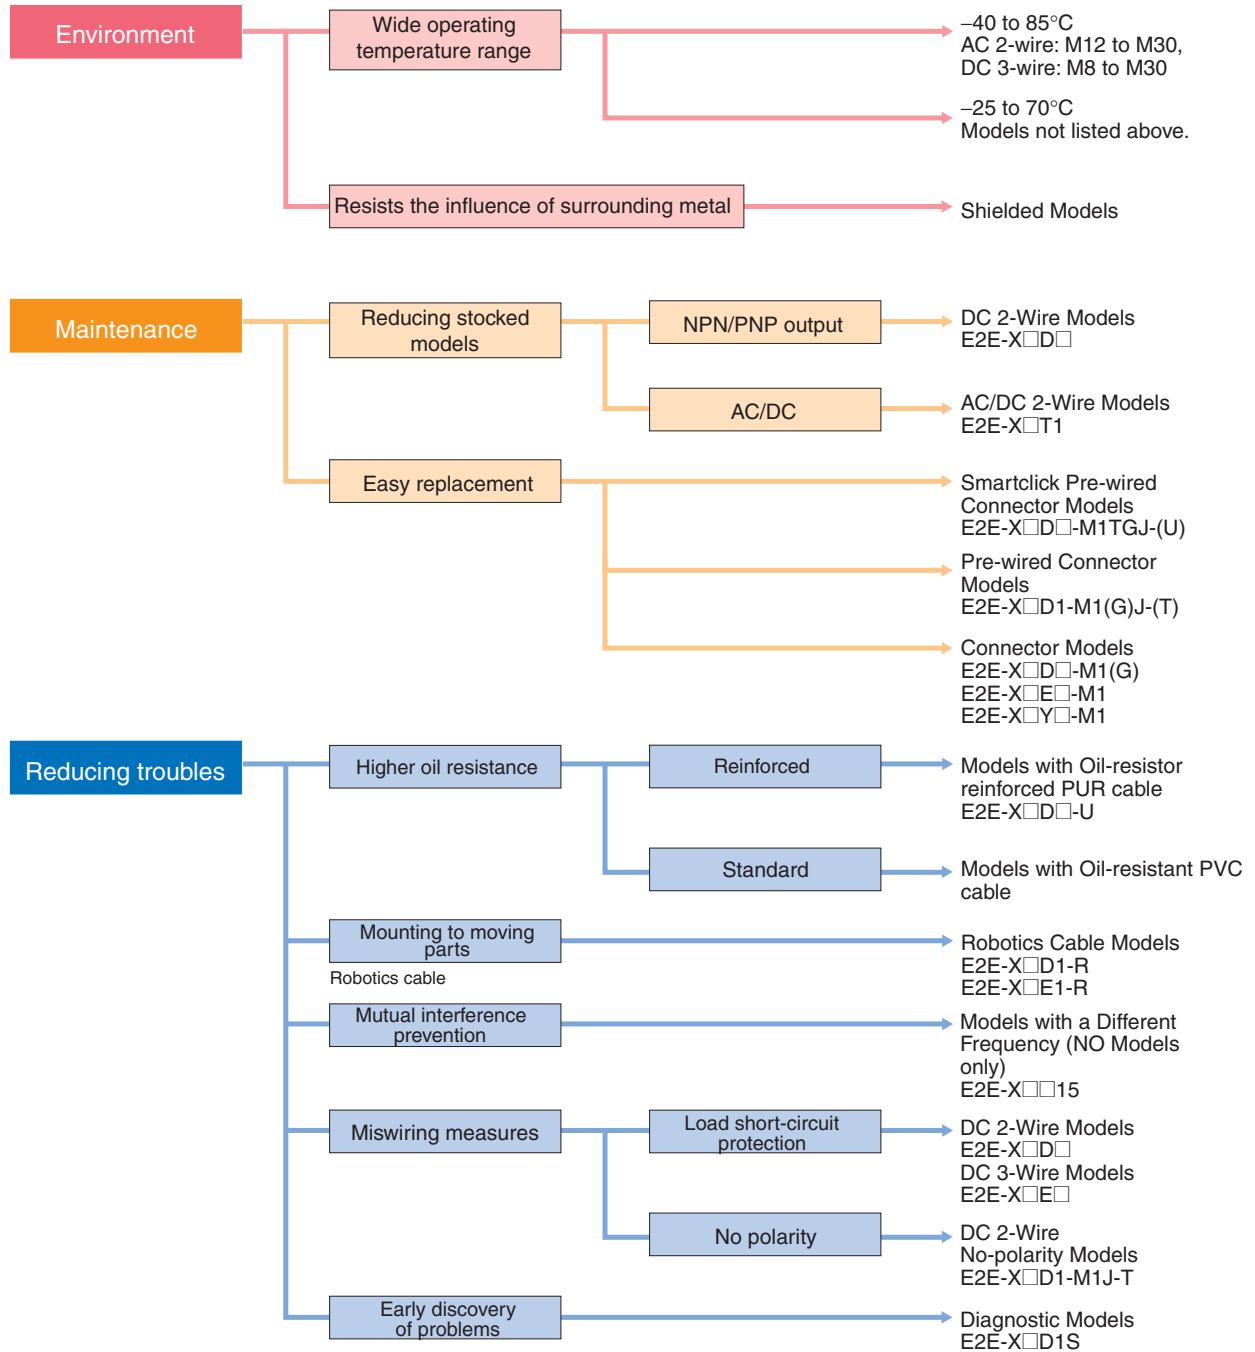 Environment
Wide operating
temperature range
–40 to 85°C
AC 2-wire: M12 to M30,
DC 3-wire: M8 to M30
–25 to 70°C
Models not listed above.
Resists the influence of surrounding metal
Shielded Models
Maintenance
Reducing stocked
models
NPN/PNP output
DC 2-Wire Models
E2E-X□D□
AC/DC
AC/DC 2-Wire Models
E2E-X□T1
Easy replacement
Smartclick Pre-wired
Connector Models
E2E-X□D□-M1TGJ-(U)
Pre-wired Connector
Models
E2E-X□D1-M1(G)J-(T)
Connector Models
E2E-X□D□-M1(G)
E2E-X□E□-M1
E2E-X□Y□-M1
Reducing troubles
Higher oil resistance
Reinforced
Models with Oil-resistor
reinforced PUR cable
E2E-X□D□-U
Standard
Models with Oil-resistant PVC
cable
Mounting to moving
parts
Robotics cable
Robotics Cable Models
E2E-X□D1-R
E2E-X□E1-R
Mutual interference
prevention
Models with a Different
Frequency (NO Models
only)
E2E-X□□15
Miswiring measures
Load short-circuit
protection
DC 2-Wire Models
E2E-X□D□
DC 3-Wire Models
E2E-X□E□
No polarity
DC 2-Wire
No-polarity Models
E2E-X□D1-M1J-T
Early discovery
of problems
Diagnostic Models
E2E-X□D1S